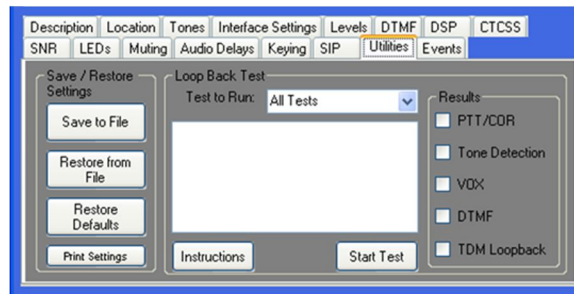 Description Location Tones Interface Settings Levels DTMF DSP CTCSS
SNR LEDs Muting Audio Delays Keying SIP Utilities Events
Save / Restore
Settings
Save to File
Restore from
File
Restore
Defaults
Print Settings
Loop Back Test
Test to Run: All Tests
Instructions
Start Test
Results
PTT/COR
Tone Detection
VOX
DTMF
TDM Loopback